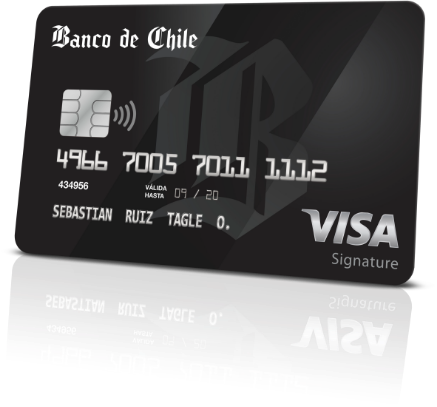 Banco de Chile
4966 7005 7011 1112
434956 VÁLIDA HASTA 09 / 20
SEBASTIAN RUIZ TAGLE O.
VISA
Signature